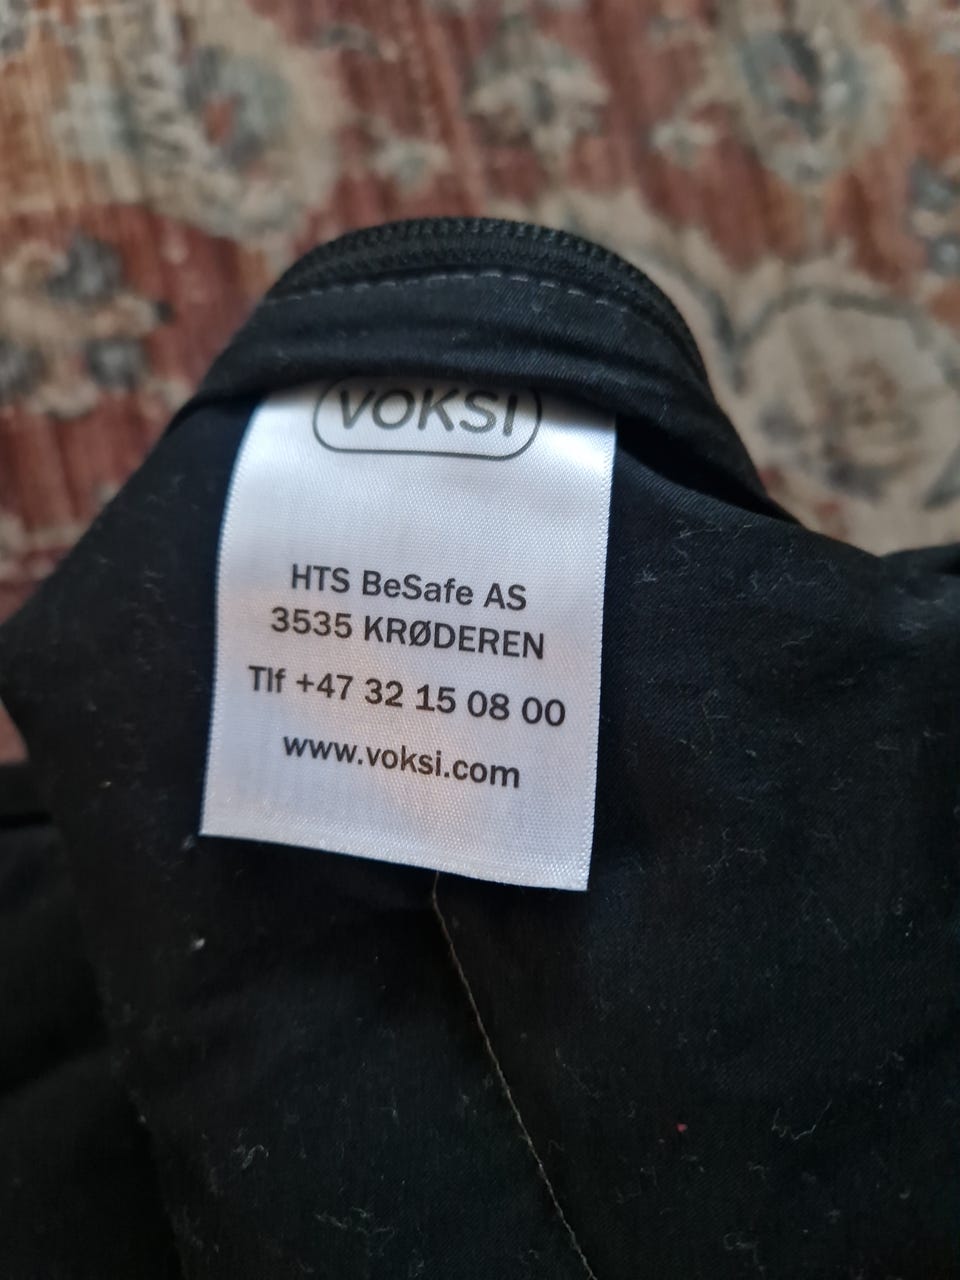 VOKSI
HTS BeSafe AS
3535 KRØDEREN
Tlf +47 32 15 08 00
www.voksi.com